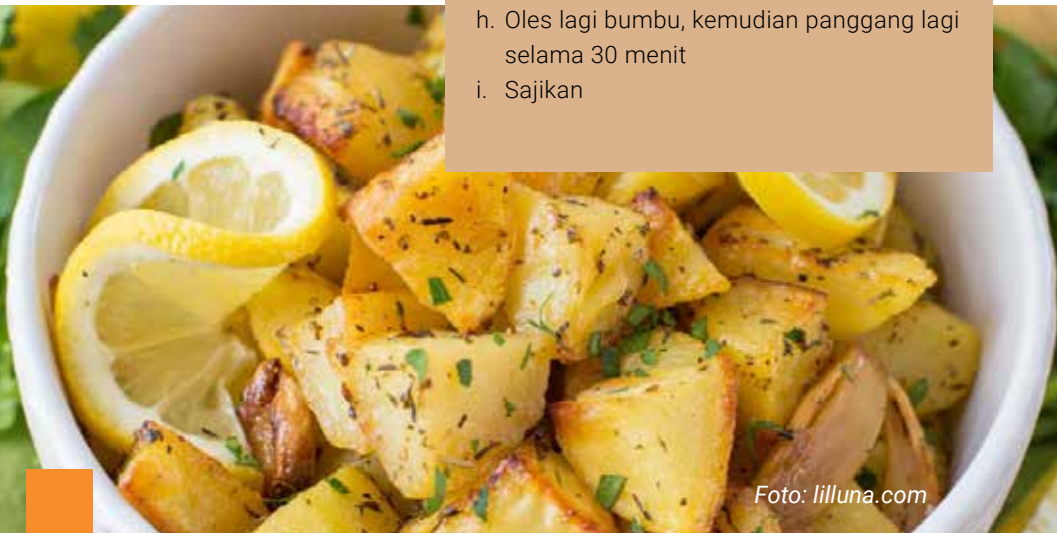 h. Oles lagi bumbu, kemudian panggang lagi
selama 30 menit
i. Sajikan
Foto: lilluna.com